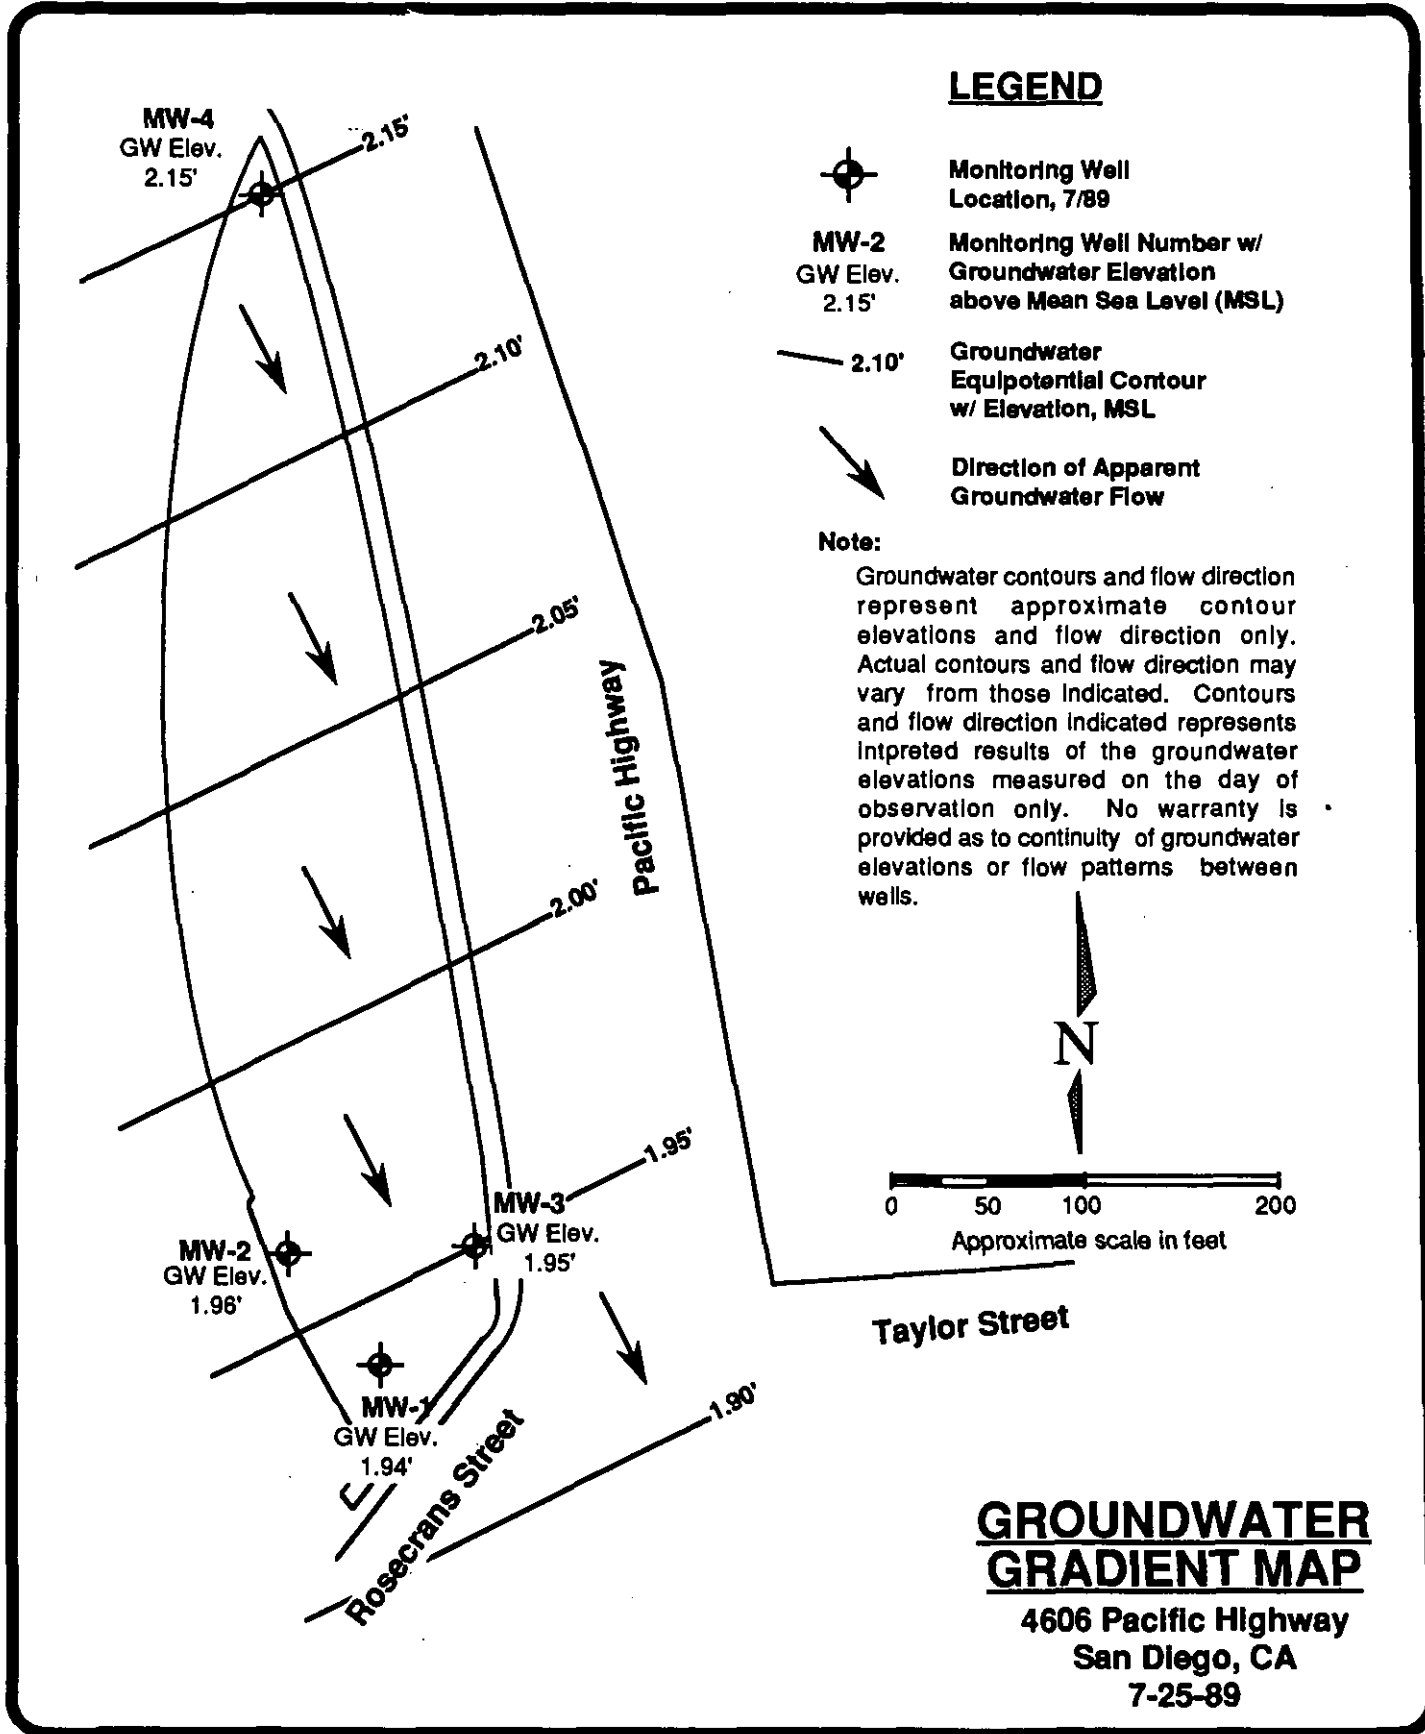 MW-4
GW Elev.
2.15'
2.15'
2.10'
2.05'
2.00'
1.95'
1.90'
Pacific Highway
MW-3
GW Elev.
1.95'
MW-2
GW Elev.
1.96'
MW-1
GW Elev.
1.94'
Rosecrans Street
Taylor Street
LEGEND
Monitoring Well
Location, 7/89
MW-2
GW Elev.
2.15'
Monitoring Well Number w/
Groundwater Elevation
above Mean Sea Level (MSL)
2.10'
Groundwater
Equipotential Contour
w/ Elevation, MSL
Direction of Apparent
Groundwater Flow
Note:
Groundwater contours and flow direction
represent approximate contour
elevations and flow direction only.
Actual contours and flow direction may
vary from those indicated. Contours
and flow direction indicated represents
intpreted results of the groundwater
elevations measured on the day of
observation only. No warranty is
provided as to continuity of groundwater
elevations or flow patterns between
wells.
N
0 50 100 200
Approximate scale in feet
GROUNDWATER
GRADIENT MAP
4606 Pacific Highway
San Diego, CA
7-25-89